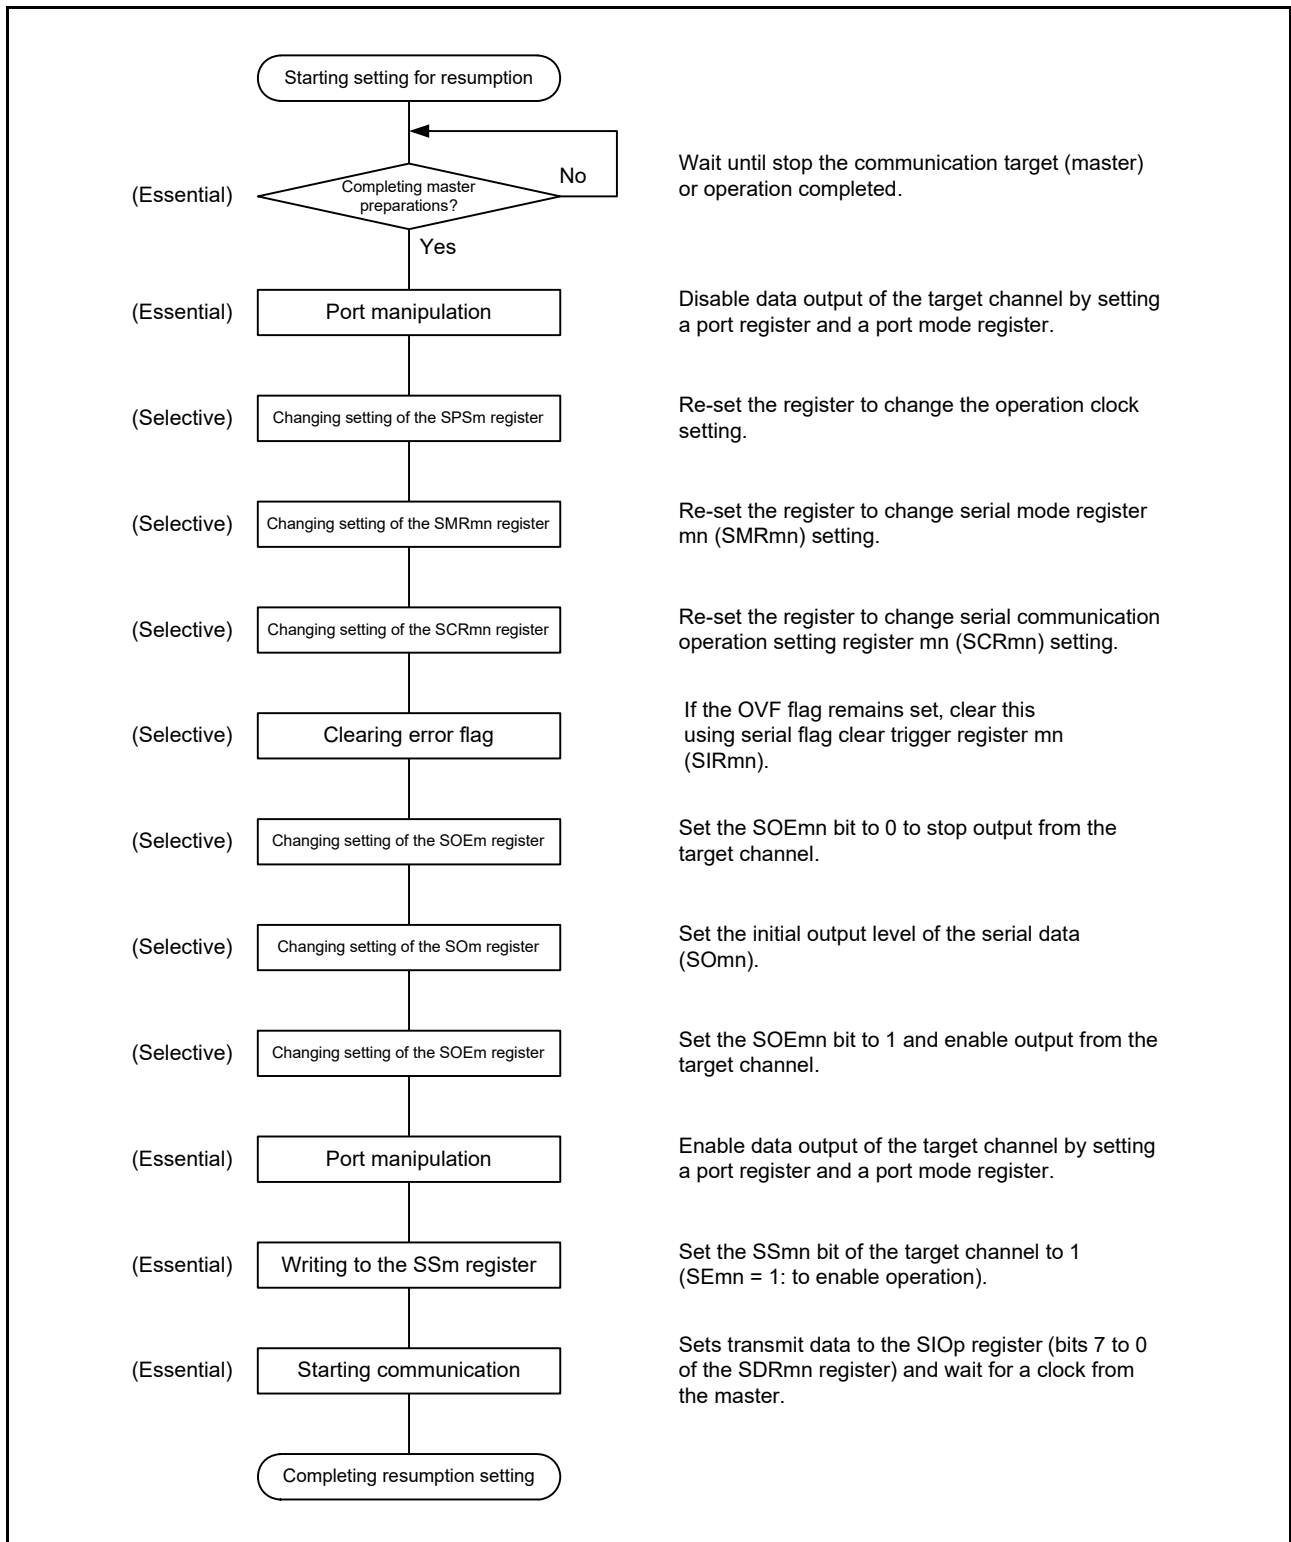 Starting setting for resumption
(Essential)
Completing master
preparations?
No
Yes
Wait until stop the communication target (master)
or operation completed.
(Essential)
Port manipulation
Disable data output of the target channel by setting
a port register and a port mode register.
(Selective)
Changing setting of the SPSm register
Re-set the register to change the operation clock
setting.
(Selective)
Changing setting of the SMRmn register
Re-set the register to change serial mode register
mn (SMRmn) setting.
(Selective)
Changing setting of the SCRmn register
Re-set the register to change serial communication
operation setting register mn (SCRmn) setting.
(Selective)
Clearing error flag
If the OVF flag remains set, clear this
using serial flag clear trigger register mn
(SIRmn).
(Selective)
Changing setting of the SOEm register
Set the SOEmn bit to 0 to stop output from the
target channel.
(Selective)
Changing setting of the SOm register
Set the initial output level of the serial data
(SOmn).
(Selective)
Changing setting of the SOEm register
Set the SOEmn bit to 1 and enable output from the
target channel.
(Essential)
Port manipulation
Enable data output of the target channel by setting
a port register and a port mode register.
(Essential)
Writing to the SSm register
Set the SSmn bit of the target channel to 1
(SEmn = 1: to enable operation).
(Essential)
Starting communication
Sets transmit data to the SIOp register (bits 7 to 0
of the SDRmn register) and wait for a clock from
the master.
Completing resumption setting